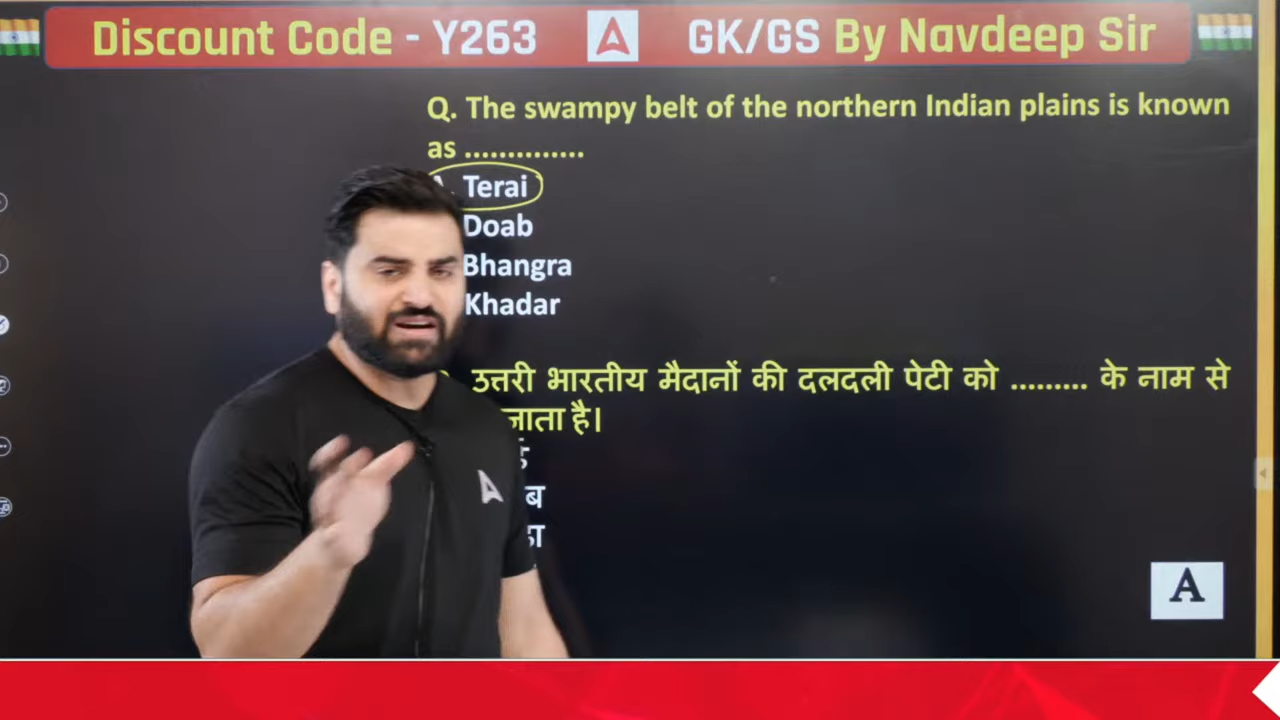 Discount Code - Y263 A GK/GS By Navdeep Sir
Q. The swampy belt of the northern Indian plains is known
as ..............
Terai
Doab
Bhangra
Khadar
उत्तरी भारतीय मैदानों की दलदली पेटी को ......... के नाम से
जाता है।
A